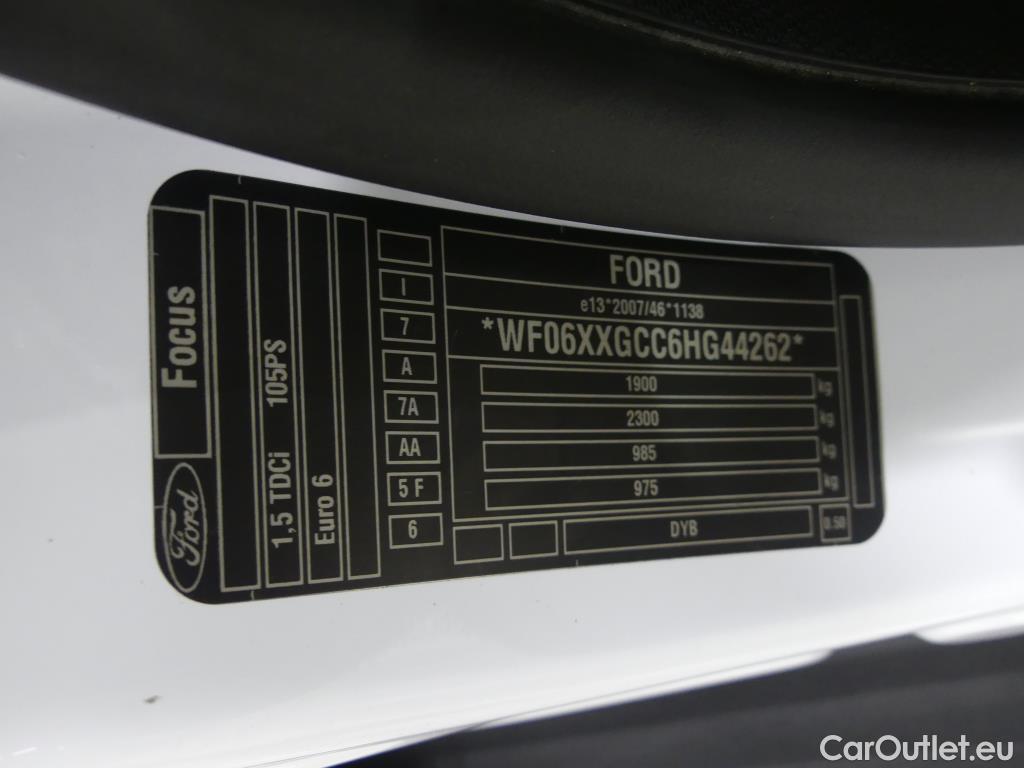 Focus
Ford
1,5 TDCi 105PS
Euro 6
I
7
A
7A
AA
5 F
6
FORD
e13*2007/46*1138
*WF06XXGCC6HG44262*
1900 kg
2300 kg
985 kg
975 kg
DYB
0.50
CarOutlet.eu